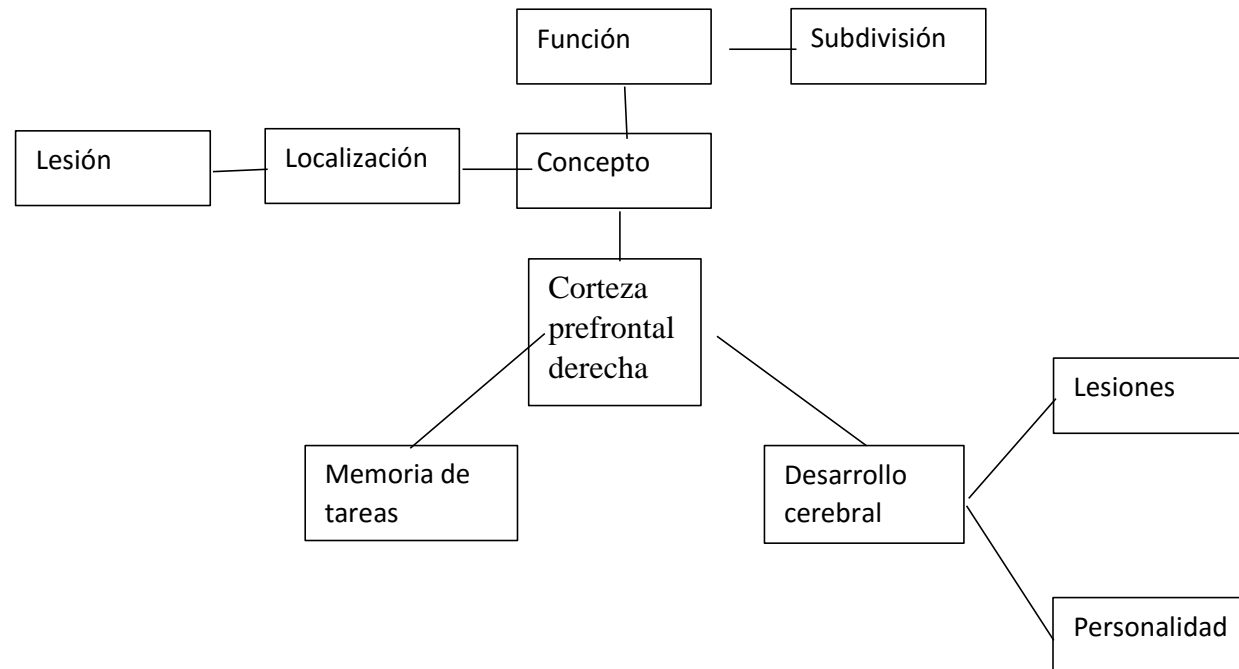 Función
Subdivisión
Lesión
Localización
Concepto
Corteza
prefrontal
derecha
Lesiones
Memoria de
tareas
Desarrollo
cerebral
Personalidad